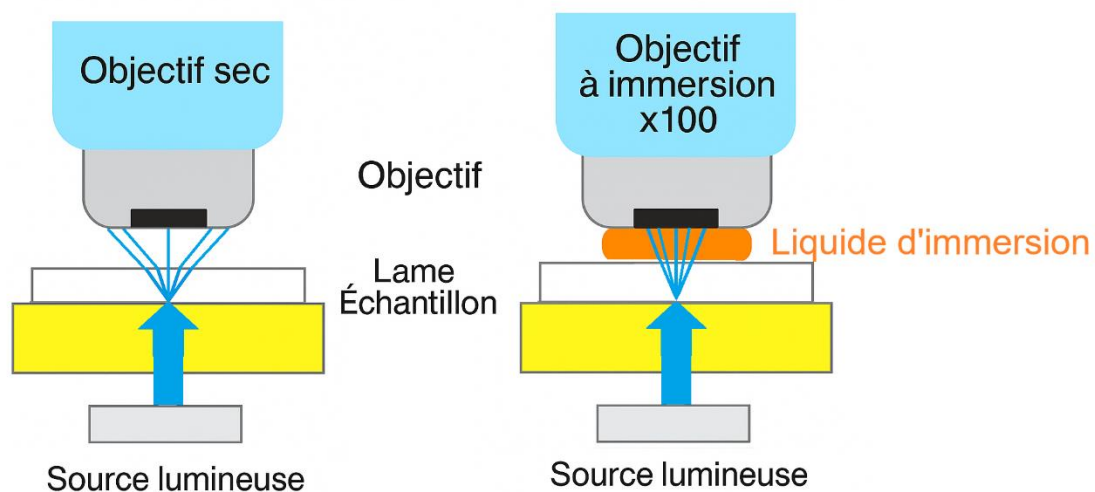 Objectif sec
Objectif
à immersion
x100
Objectif
Liquide d'immersion
Lame
Échantillon
Source lumineuse
Source lumineuse